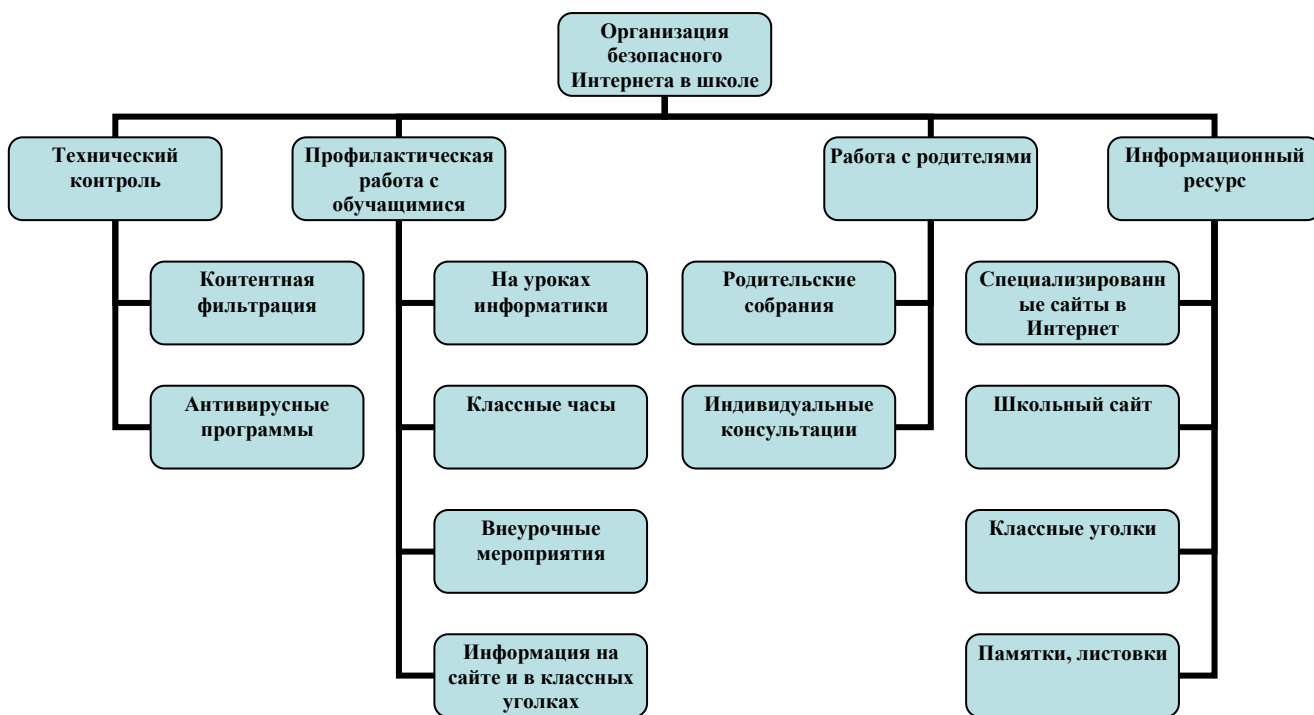 Организация
безопасного
Интернета в школе
Технический
контроль
Профилактическая
работа с
обучащимися
Работа с родителями
Информационный
ресурс
Контентная
фильтрация
На уроках
информатики
Родительские
собрания
Специализированн
ые сайты в
Интернет
Антивирусные
программы
Классные часы
Индивидуальные
консультации
Школьный сайт
Внеурочные
мероприятия
Классные уголки
Информация на
сайте и в классных
уголках
Памятки, листовки